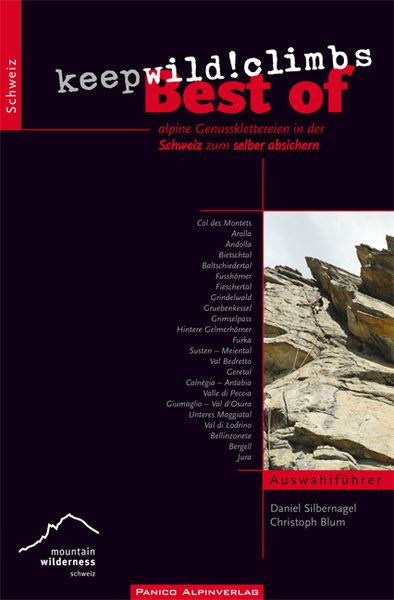 Schweiz
keepwild!climbs
Best of
alpine Genussklettereien in der
Schweiz zum selber absichern
Col des Montets
Arolla
Andolla
Bietschtal
Baltschiedertal
Fusshörner
Fieschertal
Grindelwald
Gruebenkessel
Grimselpass
Hintere Gelmerhörner
Furka
Susten – Meiental
Val Bedretto
Geretal
Calnègia – Antabia
Valle di Peccia
Giumaglio – Val d'Osura
Unteres Maggiatal
Val di Lodrino
Bellinzonese
Bergell
Jura
Auswahlführer
Daniel Silbernagel
Christoph Blum
mountain
wilderness
schweiz
Panico Alpinverlag